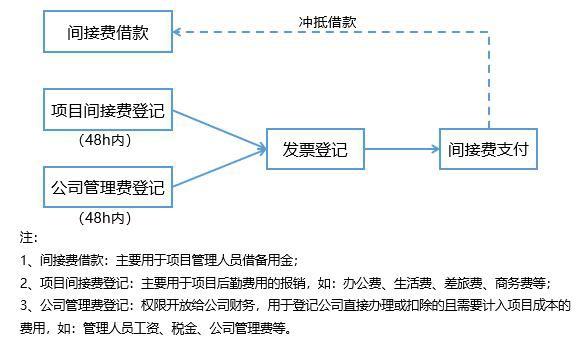 间接费借款
冲抵借款
项目间接费登记
（48h内）
发票登记
间接费支付
公司管理费登记
（48h内）
注：
1、间接费借款：主要用于项目管理人员借备用金；
2、项目间接费登记：主要用于项目后勤费用的报销，如：办公费、生活费、差旅费、商务费等；
3、公司管理费登记：权限开放给公司财务，用于登记公司直接办理或扣除的且需要计入项目成本的
费用，如：管理人员工资、税金、公司管理费等。